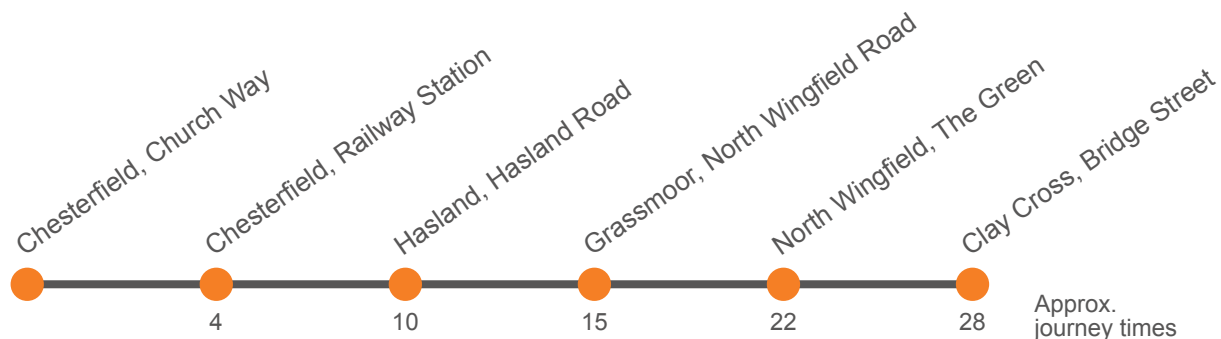 Chesterfield, Church Way
Chesterfield, Railway Station
Hasland, Hasland Road
Grassmoor, North Wingfield Road
North Wingfield, The Green
Clay Cross, Bridge Street
4
10
15
22
28
Approx.
journey times